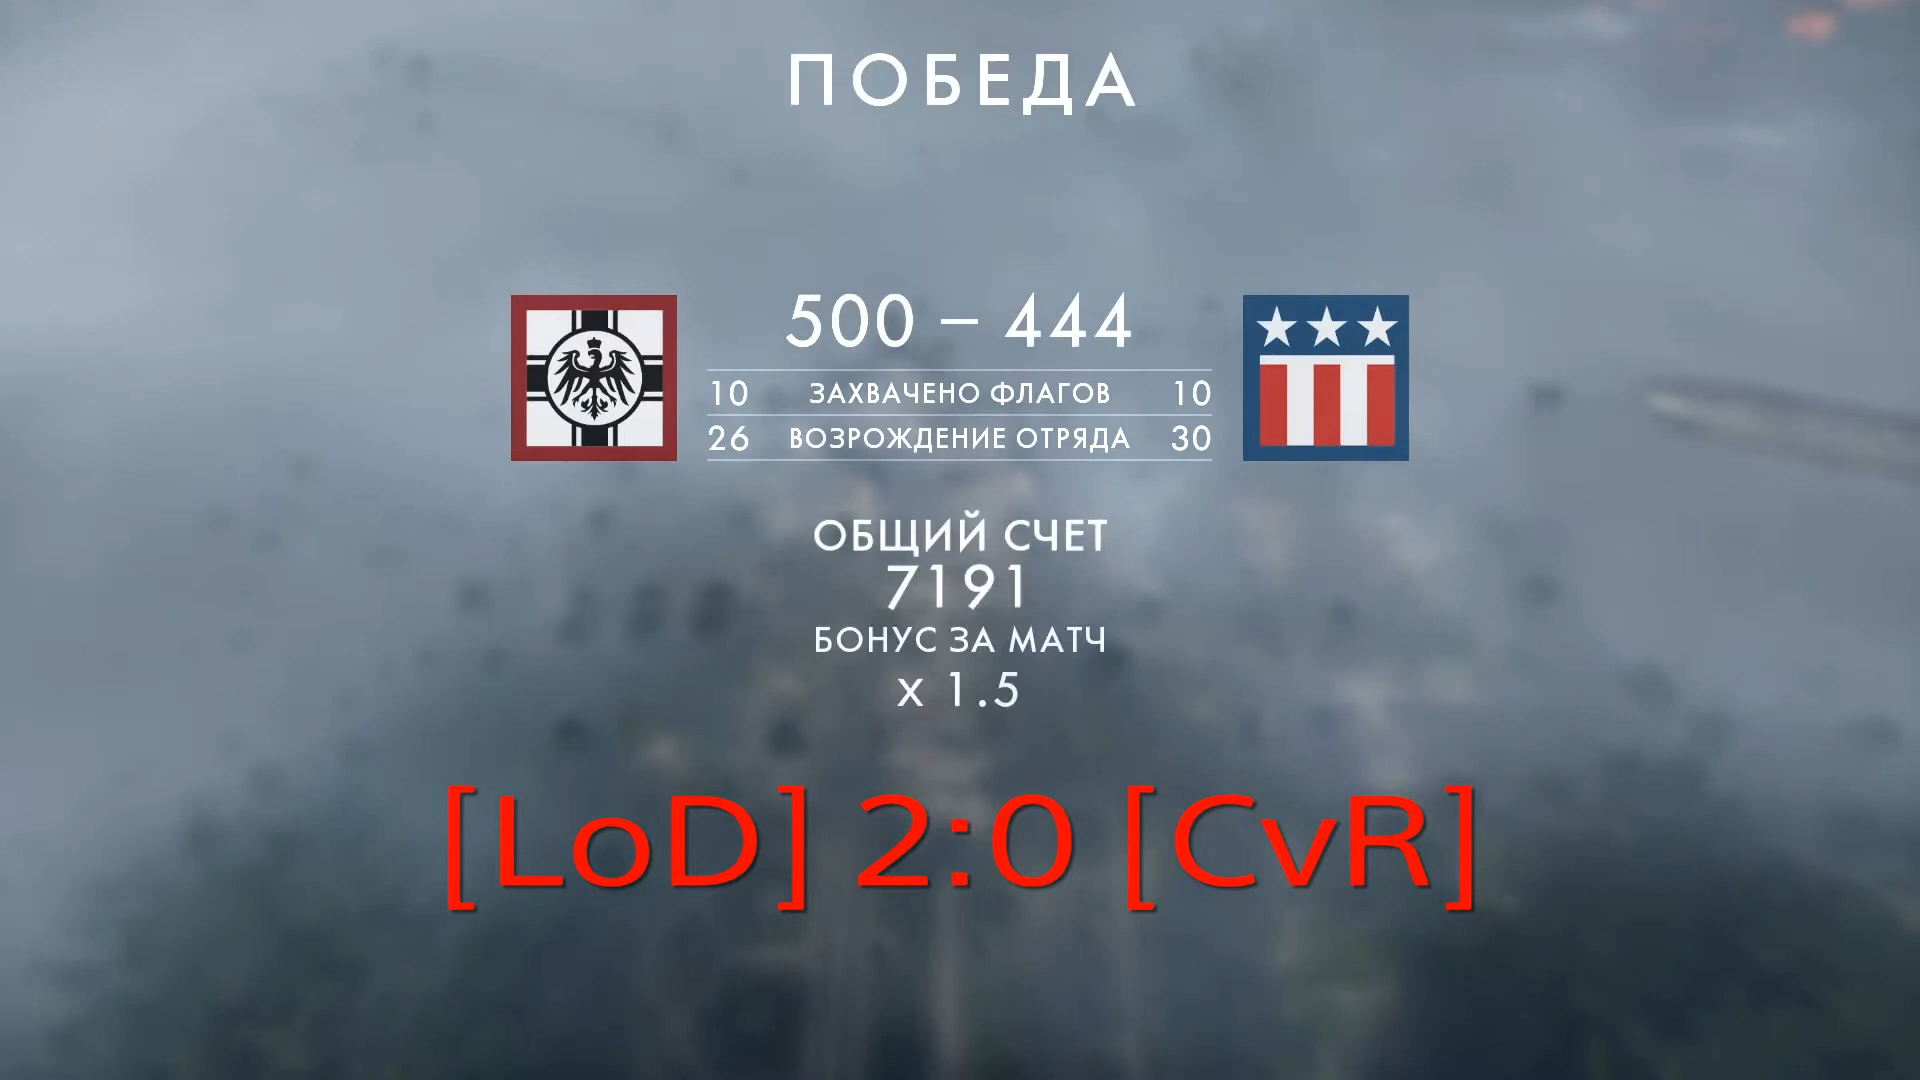 ПОБЕДА
500 – 444
10 ЗАХВАЧЕНО ФЛАГОВ 10
26 ВОЗРОЖДЕНИЕ ОТРЯДА 30
ОБЩИЙ СЧЕТ
7191
БОНУС ЗА МАТЧ
x 1.5
[LoD] 2:0 [CvR]